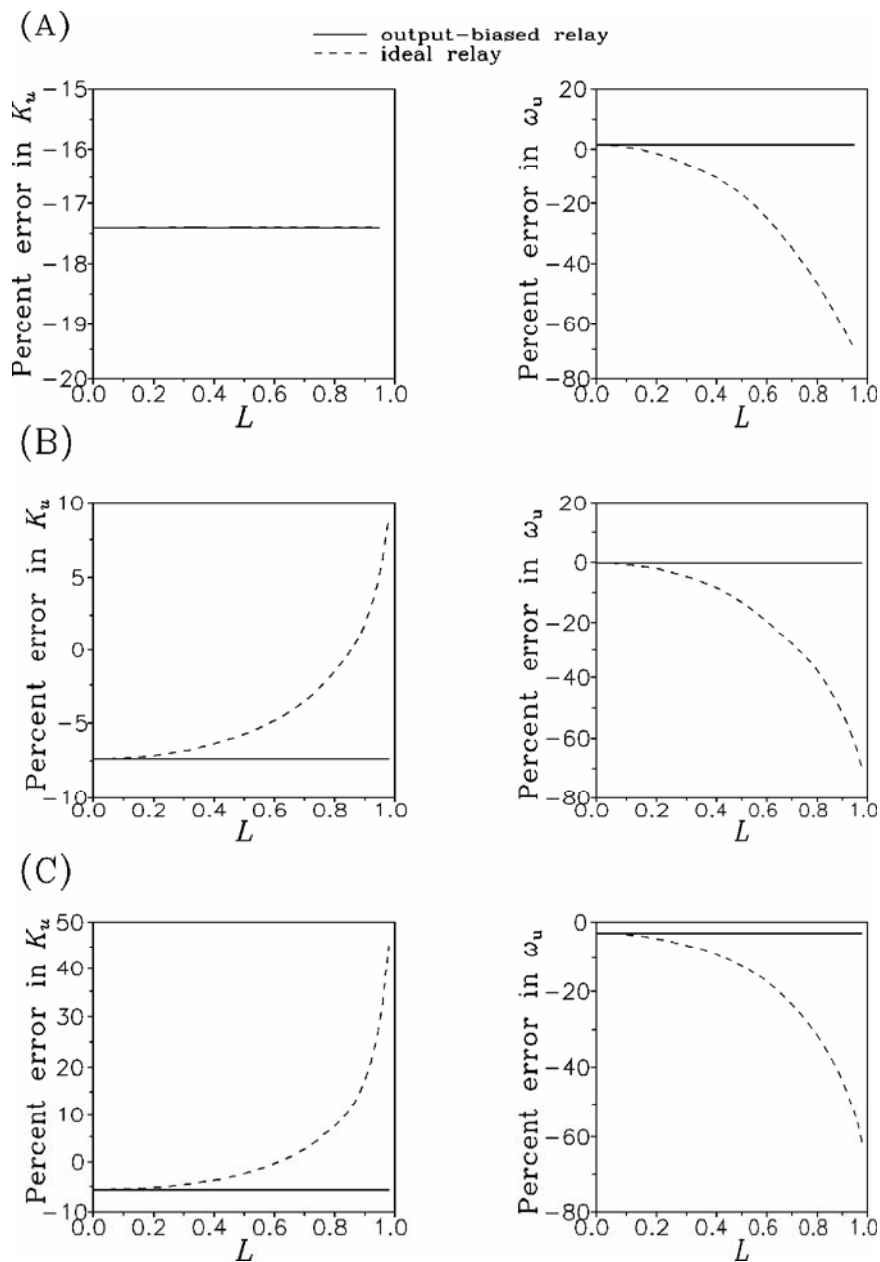 (A)
output-biased relay
ideal relay
Percent error in Kᵤ
-15
-16
-17
-18
-19
-20
0.0 0.2 0.4 0.6 0.8 1.0
L
Percent error in ωᵤ
20
0
-20
-40
-60
-80
0.0 0.2 0.4 0.6 0.8 1.0
L
(B)
Percent error in Kᵤ
10
5
0
-5
-10
0.0 0.2 0.4 0.6 0.8 1.0
L
Percent error in ωᵤ
20
0
-20
-40
-60
-80
0.0 0.2 0.4 0.6 0.8 1.0
L
(C)
Percent error in Kᵤ
50
40
30
20
10
0
-10
0.0 0.2 0.4 0.6 0.8 1.0
L
Percent error in ωᵤ
0
-20
-40
-60
-80
0.0 0.2 0.4 0.6 0.8 1.0
L